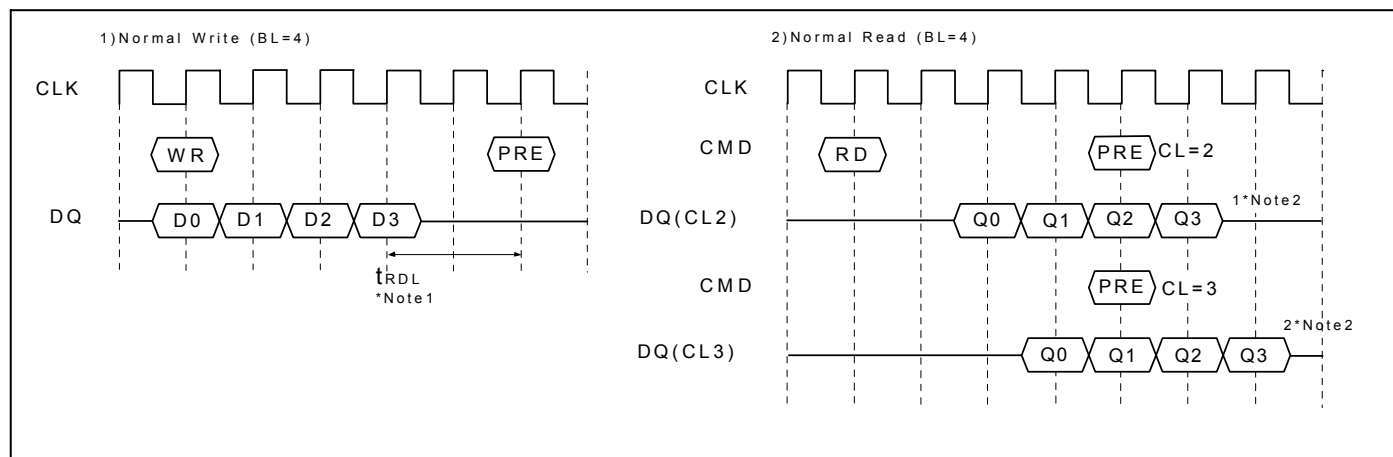 1)Normal Write (BL=4)
CLK
WR
PRE
DQ
D0 D1 D2 D3
tRDL
*Note1
2)Normal Read (BL=4)
CLK
CMD
RD
PRE CL=2
DQ(CL2)
Q0 Q1 Q2 Q3
1*Note2
CMD
PRE CL=3
DQ(CL3)
Q0 Q1 Q2 Q3
2*Note2